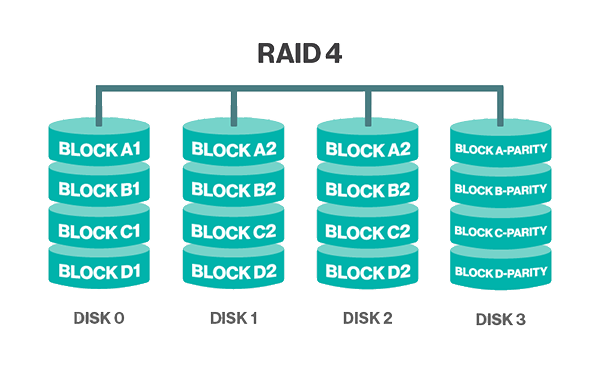 RAID 4
BLOCK A1 BLOCK A2 BLOCK A2 BLOCK A-PARITY
BLOCK B1 BLOCK B2 BLOCK B2 BLOCK B-PARITY
BLOCK C1 BLOCK C2 BLOCK C2 BLOCK C-PARITY
BLOCK D1 BLOCK D2 BLOCK D2 BLOCK D-PARITY
DISK 0 DISK 1 DISK 2 DISK 3